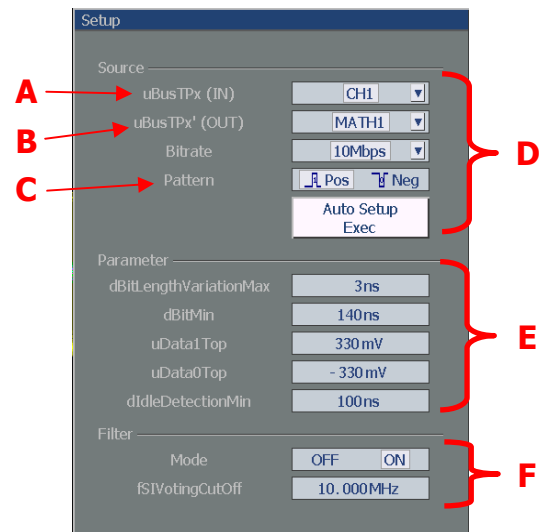 Setup
Source
A uBusTPx (IN) CH1
B uBusTPx' (OUT) MATH1
Bitrate 10Mbps
C Pattern Pos Neg
D
Auto Setup
Exec
Parameter
dBitLengthVariationMax 3ns
dBitMin 140ns
uData1Top 330mV
E
uData0Top -330mV
dIdleDetectionMin 100ns
Filter
Mode OFF ON
F
fSIVotingCutOff 10.000MHz